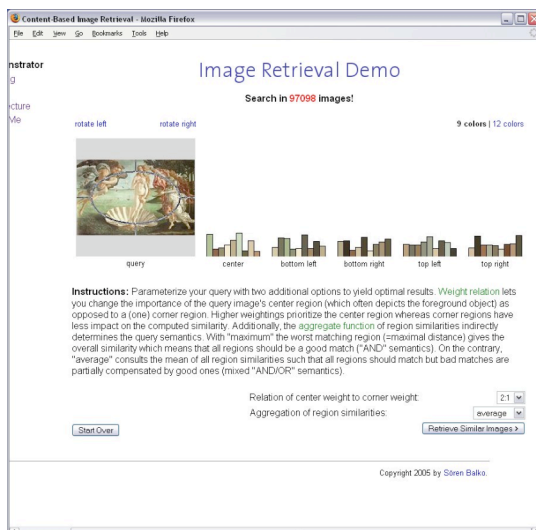 Content-Based Image Retrieval - Mozilla Firefox
File Edit View Go Bookmarks Tools Help
nstrator
g
cture
Me
Image Retrieval Demo
Search in 97098 images!
rotate left rotate right 9 colors | 12 colors
query center bottom left bottom right top left top right
Instructions: Parameterize your query with two additional options to yield optimal results. Weight relation lets
you change the importance of the query image's center region (which often depicts the foreground object) as
opposed to a (one) corner region. Higher weightings prioritize the center region whereas corner regions have
less impact on the computed similarity. Additionally, the aggregate function of region similarities indirectly
determines the query semantics. With "maximum" the worst matching region (=maximal distance) gives the
overall similarity which means that all regions should be a good match ("AND" semantics). On the contrary,
"average" consults the mean of all region similarities such that all regions should match but bad matches are
partially compensated by good ones (mixed "AND/OR" semantics).
Relation of center weight to corner weight: 2:1
Aggregation of region similarities: average
Start Over Retrieve Similar Images >
Copyright 2005 by Sören Balko.